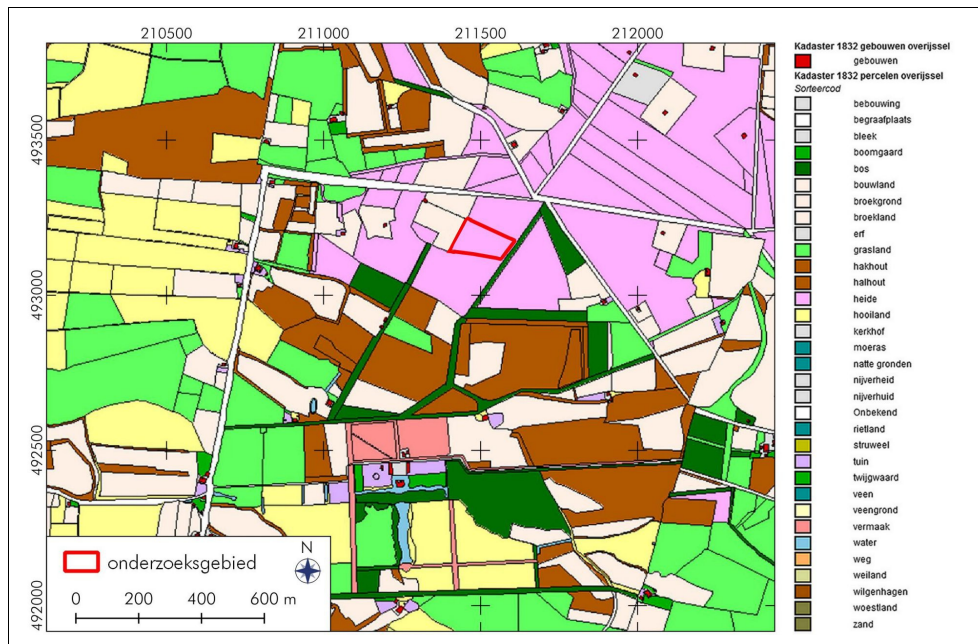 210500
211000
211500
212000
493500
493000
492500
492000
onderzoeksgebied
N
0 200 400 600 m
Kadaster 1832 gebouwen overijssel
gebouwen
Kadaster 1832 percelen overijssel
Sorteercod
bebouwing
begraafplaats
bleek
boomgaard
bos
bouwland
broekgrond
broekland
erf
grasland
hakhout
halhout
heide
hooiland
kerkhof
moeras
natte gronden
nijverheid
nijverhuid
Onbekend
rietland
struweel
tuin
twijgwaard
veen
veengrond
vermaak
water
weg
weiland
wilgenhagen
woestland
zand